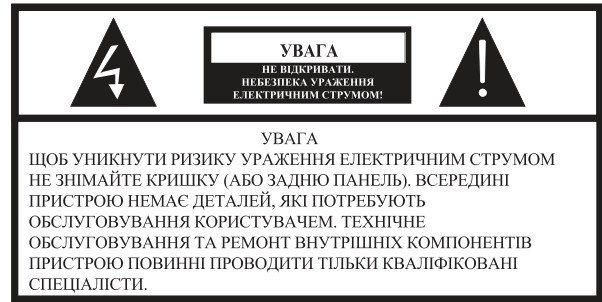 УВАГА
НЕ ВІДКРИВАТИ.
НЕБЕЗПЕКА УРАЖЕННЯ
ЕЛЕКТРИЧНИМ СТРУМОМ!
УВАГА
ЩОБ УНИКНУТИ РИЗИКУ УРАЖЕННЯ ЕЛЕКТРИЧНИМ СТРУМОМ
НЕ ЗНІМАЙТЕ КРИШКУ (АБО ЗАДНЮ ПАНЕЛЬ). ВСЕРЕДИНІ
ПРИСТРОЮ НЕМАЄ ДЕТАЛЕЙ, ЯКІ ПОТРЕБУЮТЬ
ОБСЛУГОВУВАННЯ КОРИСТУВАЧЕМ. ТЕХНІЧНЕ
ОБСЛУГОВУВАННЯ ТА РЕМОНТ ВНУТРІШНІХ КОМПОНЕНТІВ
ПРИСТРОЮ ПОВИННІ ПРОВОДИТИ ТІЛЬКИ КВАЛІФІКОВАНІ
СПЕЦІАЛІСТИ.